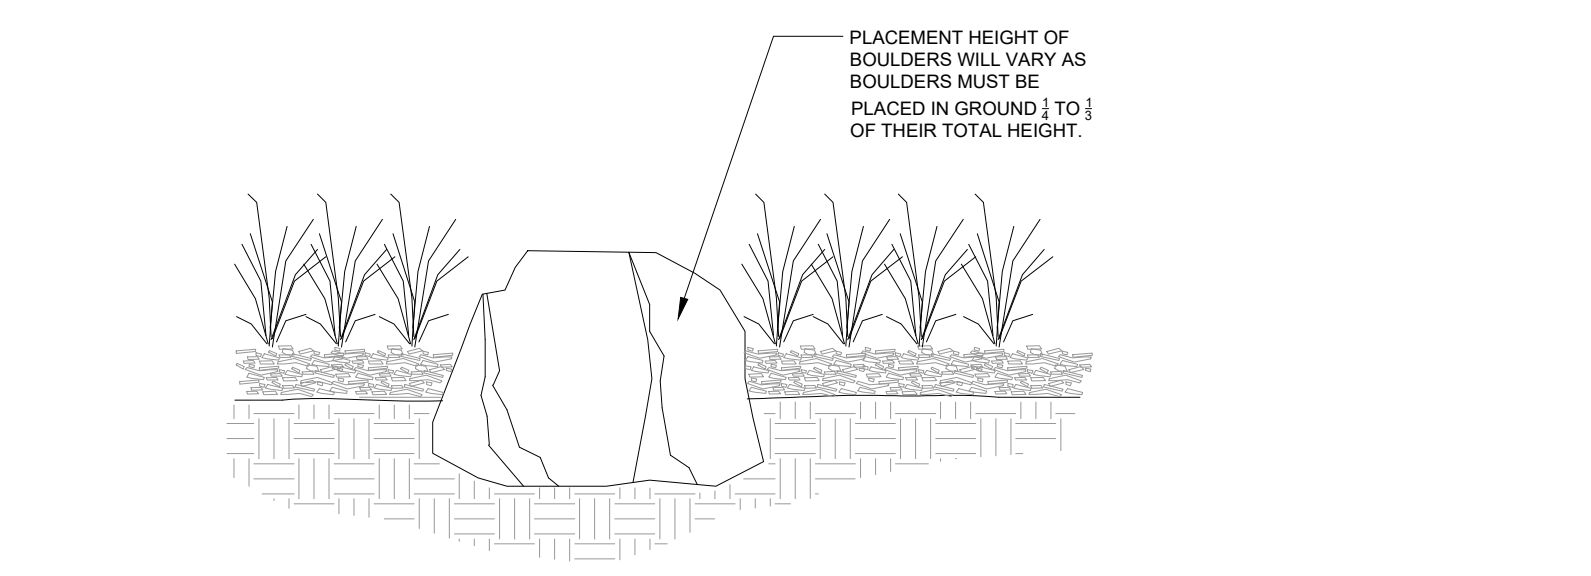 PLACEMENT HEIGHT OF
BOULDERS WILL VARY AS
BOULDERS MUST BE
PLACED IN GROUND 1/4 TO 1/3
OF THEIR TOTAL HEIGHT.